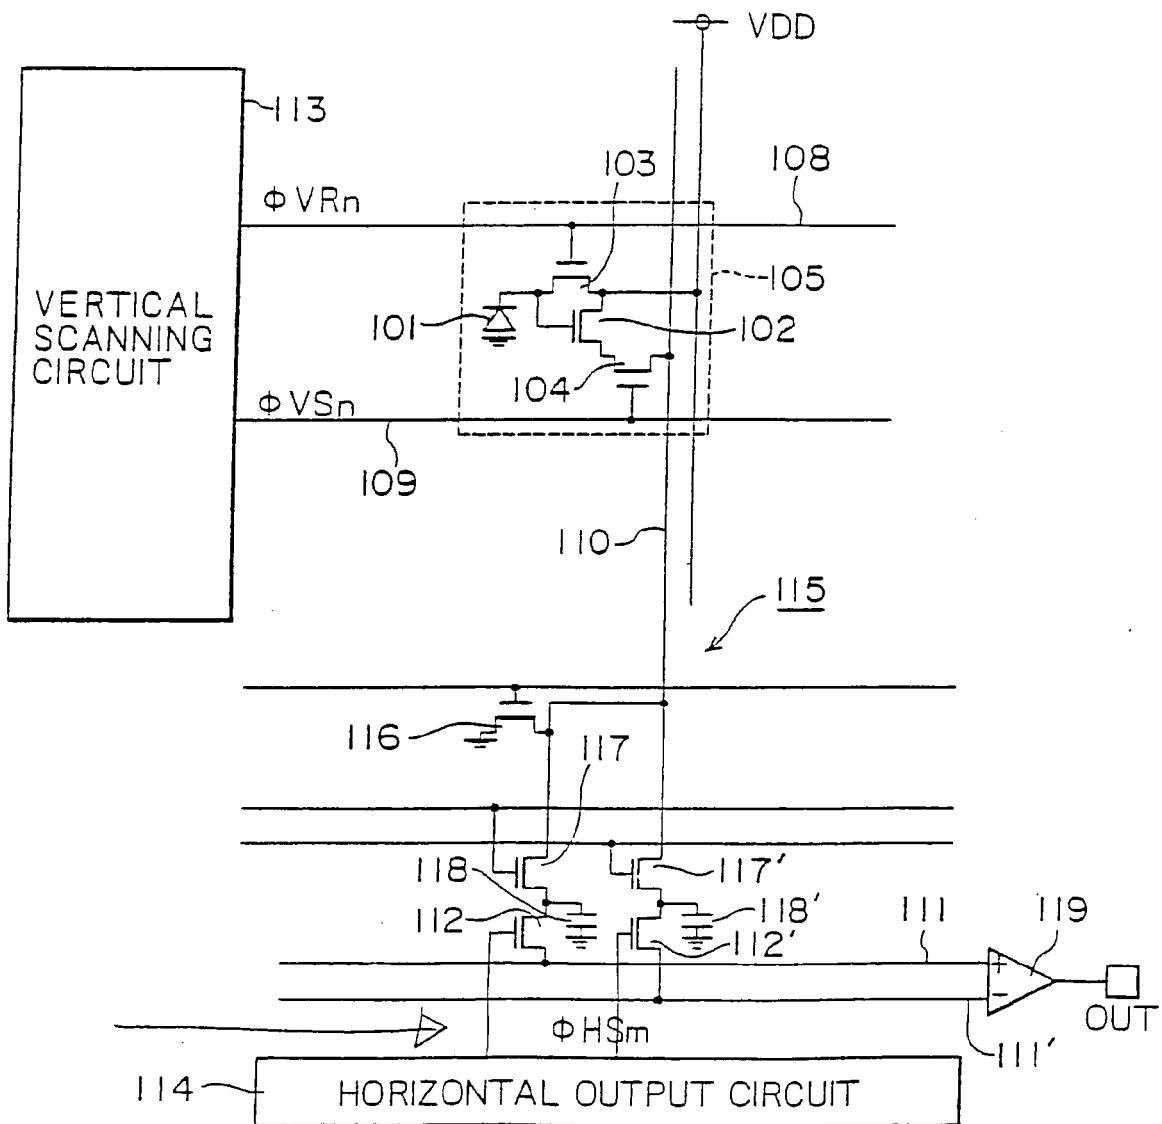 VDD
113
103
108
ΦVRn
105
VERTICAL
SCANNING
CIRCUIT
101
102
104
ΦVSn
109
110
115
116
117
118
117'
118'
112
112'
111
119
+
−
OUT
ΦHSm
111'
114
HORIZONTAL OUTPUT CIRCUIT